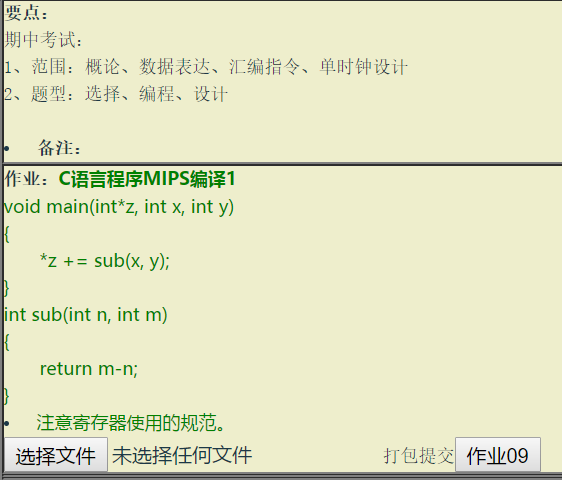 要点：
期中考试：
1、范围：概论、数据表达、汇编指令、单时钟设计
2、题型：选择、编程、设计
• 备注：
作业：C语言程序MIPS编译1
void main(int*z, int x, int y)
{
*z += sub(x, y);
}
int sub(int n, int m)
{
return m-n;
}
• 注意寄存器使用的规范。
选择文件 未选择任何文件 打包提交 作业09